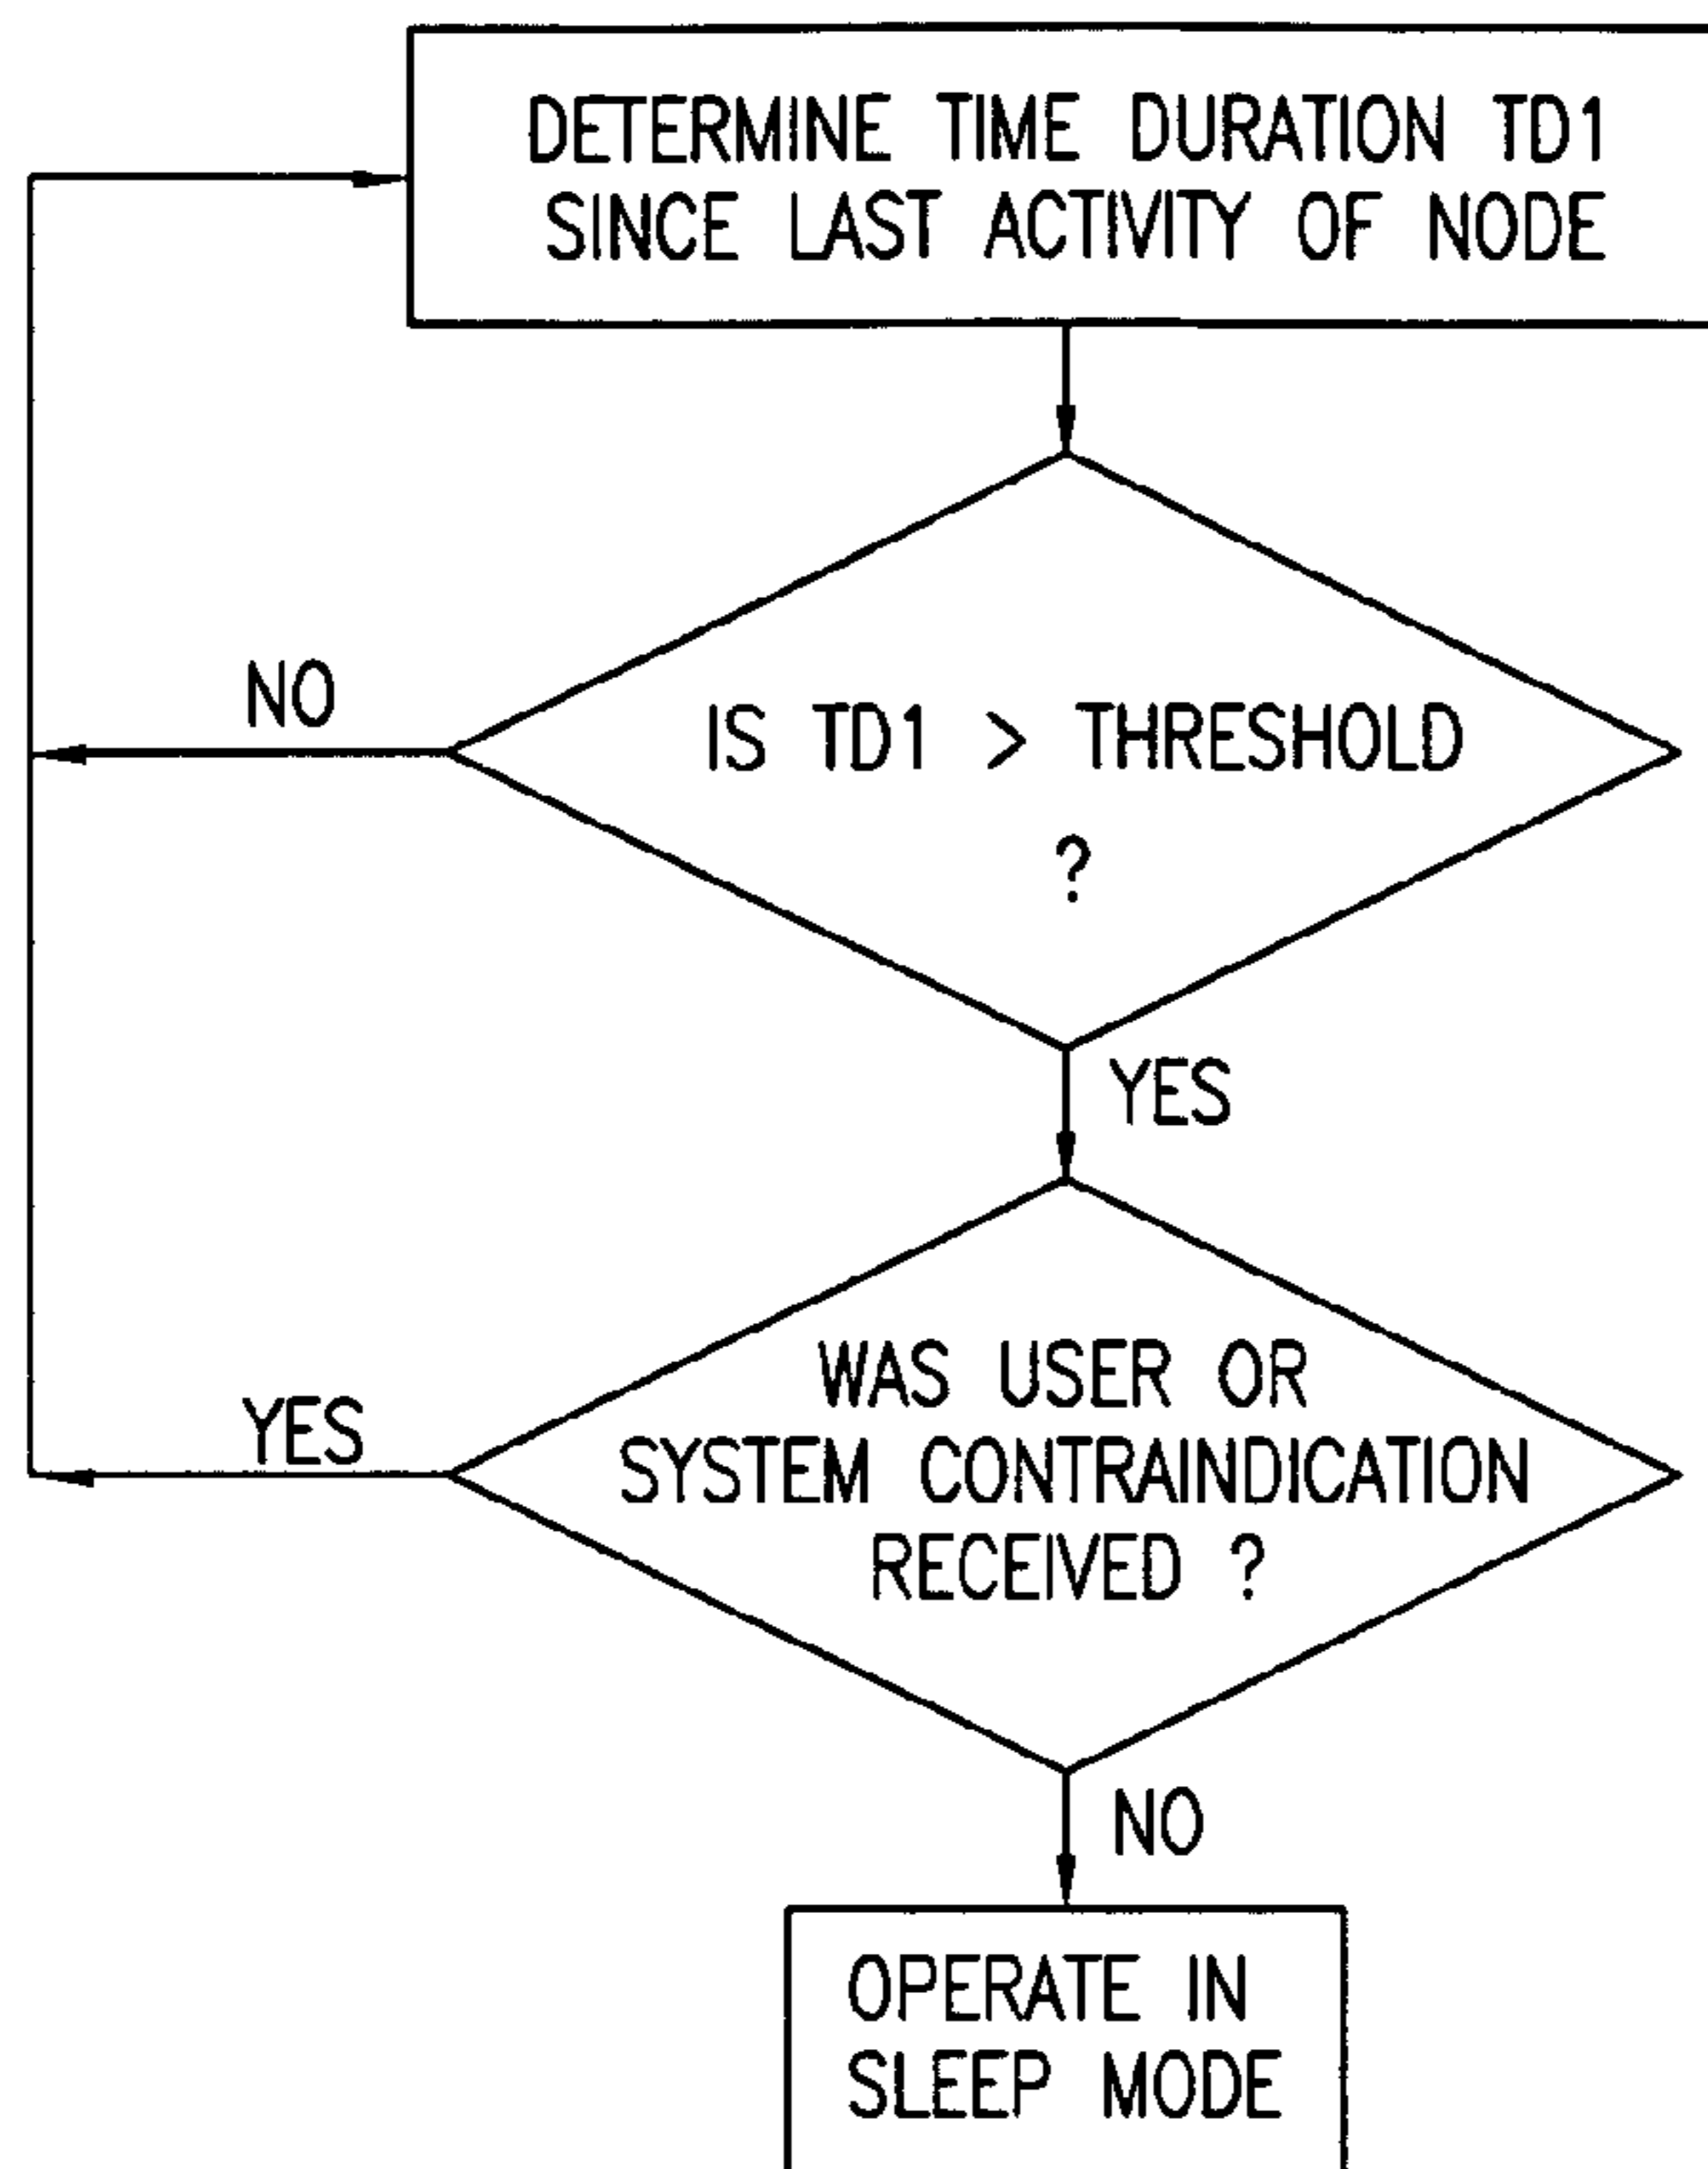 DETERMINE TIME DURATION TD1
SINCE LAST ACTIVITY OF NODE
NO
IS TD1 > THRESHOLD
?
YES
WAS USER OR
YES
SYSTEM CONTRAINDICATION
RECEIVED ?
NO
OPERATE IN
SLEEP MODE